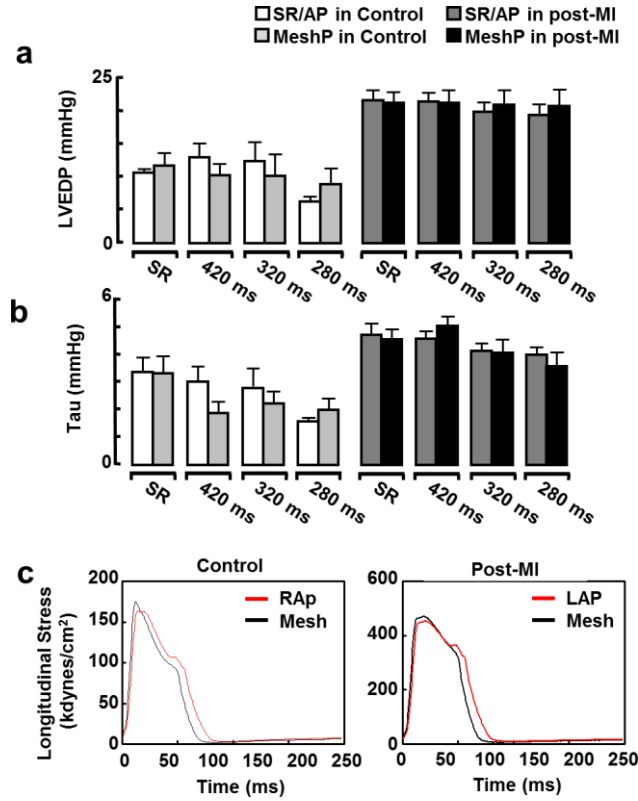 SR/AP in Control SR/AP in post-MI
MeshP in Control MeshP in post-MI
a
LVEDP (mmHg)
25
0
SR 420 ms 320 ms 280 ms SR 420 ms 320 ms 280 ms
b
Tau (mmHg)
6
0
SR 420 ms 320 ms 280 ms SR 420 ms 320 ms 280 ms
c
Control
Longitudinal Stress
(kdynes/cm²)
200
150
100
50
0
RAp
Mesh
0 50 100 150 200 250
Time (ms)
Post-MI
600
400
200
0
LAP
Mesh
0 50 100 150 200 250
Time (ms)